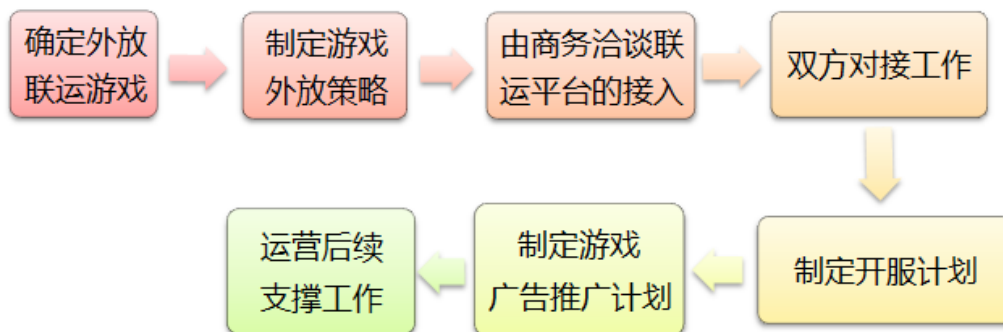 确定外放
联运游戏
制定游戏
外放策略
由商务洽谈联
运平台的接入
双方对接工作
制定开服计划
制定游戏
广告推广计划
运营后续
支撑工作